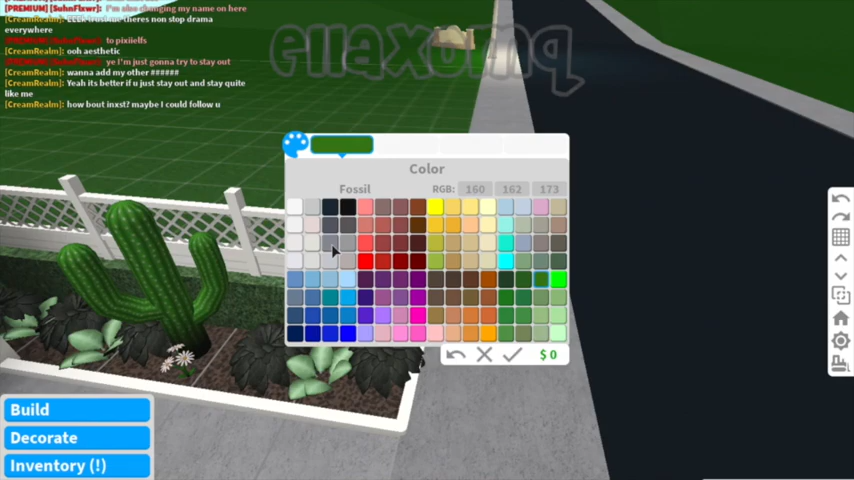 [PREMIUM] [SuhnFlxwr]: I'm also changing my name on here
[CreamRealm]: EEEK trust me theres non stop drama
everywhere
to pixiielfs
[CreamRealm]: ooh aesthetic
ye I'm just gonna try to stay out
[CreamRealm]: wanna add my other ######
[CreamRealm]: Yeah its better if u just stay out and stay quite
like me
[CreamRealm]: how bout inxst? maybe I could follow u
Color
Fossil RGB: 160 162 173
$ 0
Build
Decorate
Inventory (!)